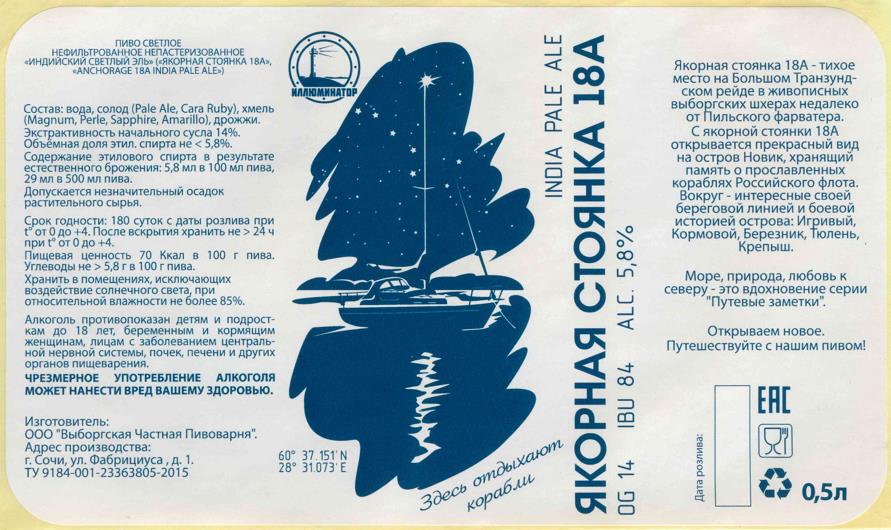 ПИВО СВЕТЛОЕ
НЕФИЛЬТРОВАННОЕ НЕПАСТЕРИЗОВАННОЕ
«ИНДИЙСКИЙ СВЕТЛЫЙ ЭЛЬ» («ЯКОРНАЯ СТОЯНКА 18А»,
«ANCHORAGE 18A INDIA PALE ALE»)
Состав: вода, солод (Pale Ale, Cara Ruby), хмель
(Magnum, Perle, Sapphire, Amarillo), дрожжи.
Экстрактивность начального сусла 14%.
Объёмная доля этил. спирта не < 5,8%.
Содержание этилового спирта в результате
естественного брожения: 5,8 мл в 100 мл пива,
29 мл в 500 мл пива.
Допускается незначительный осадок
растительного сырья.
Срок годности: 180 суток с даты розлива при
t° от 0 до +4. После вскрытия хранить не > 24 ч
при t° от 0 до +4.
Пищевая ценность 70 Ккал в 100 г пива.
Углеводы не > 5,8 г в 100 г пива.
Хранить в помещениях, исключающих
воздействие солнечного света, при
относительной влажности не более 85%.
Алкоголь противопоказан детям и подрост-
кам до 18 лет, беременным и кормящим
женщинам, лицам с заболеванием централь-
ной нервной системы, почек, печени и других
органов пищеварения.
ЧРЕЗМЕРНОЕ УПОТРЕБЛЕНИЕ АЛКОГОЛЯ
МОЖЕТ НАНЕСТИ ВРЕД ВАШЕМУ ЗДОРОВЬЮ.
Изготовитель:
ООО "Выборгская Частная Пивоварня".
Адрес производства:
г. Сочи, ул. Фабрициуса , д. 1.
ТУ 9184-001-23363805-2015
ИЛЛЮМИНАТОР
60° 37.151' N
28° 31.073' E
Здесь отдыхают
корабли
INDIA PALE ALE
ЯКОРНАЯ СТОЯНКА 18А
OG 14 IBU 84 ALC. 5,8%
Якорная стоянка 18А - тихое
место на Большом Транзунд-
ском рейде в живописных
выборгских шхерах недалеко
от Пильского фарватера.
С якорной стоянки 18А
открывается прекрасный вид
на остров Новик, хранящий
память о прославленных
кораблях Российского флота.
Вокруг - интересные своей
береговой линией и боевой
историей острова: Игривый,
Кормовой, Березник, Тюлень,
Крепыш.
Море, природа, любовь к
северу - это вдохновение серии
"Путевые заметки".
Открываем новое.
Путешествуйте с нашим пивом!
Дата розлива:
EAC
0,5л